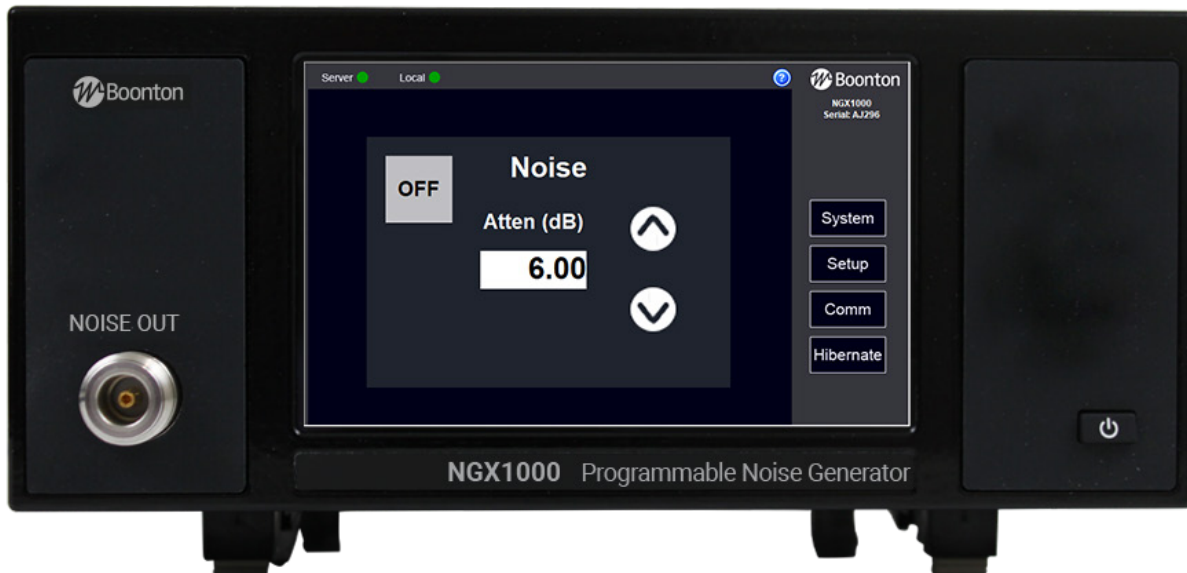 Boonton
NOISE OUT
Server Local ?
Boonton
NGX1000
Serial: AJ296
OFF
Noise
Atten (dB)
6.00
System
Setup
Comm
Hibernate
NGX1000 Programmable Noise Generator